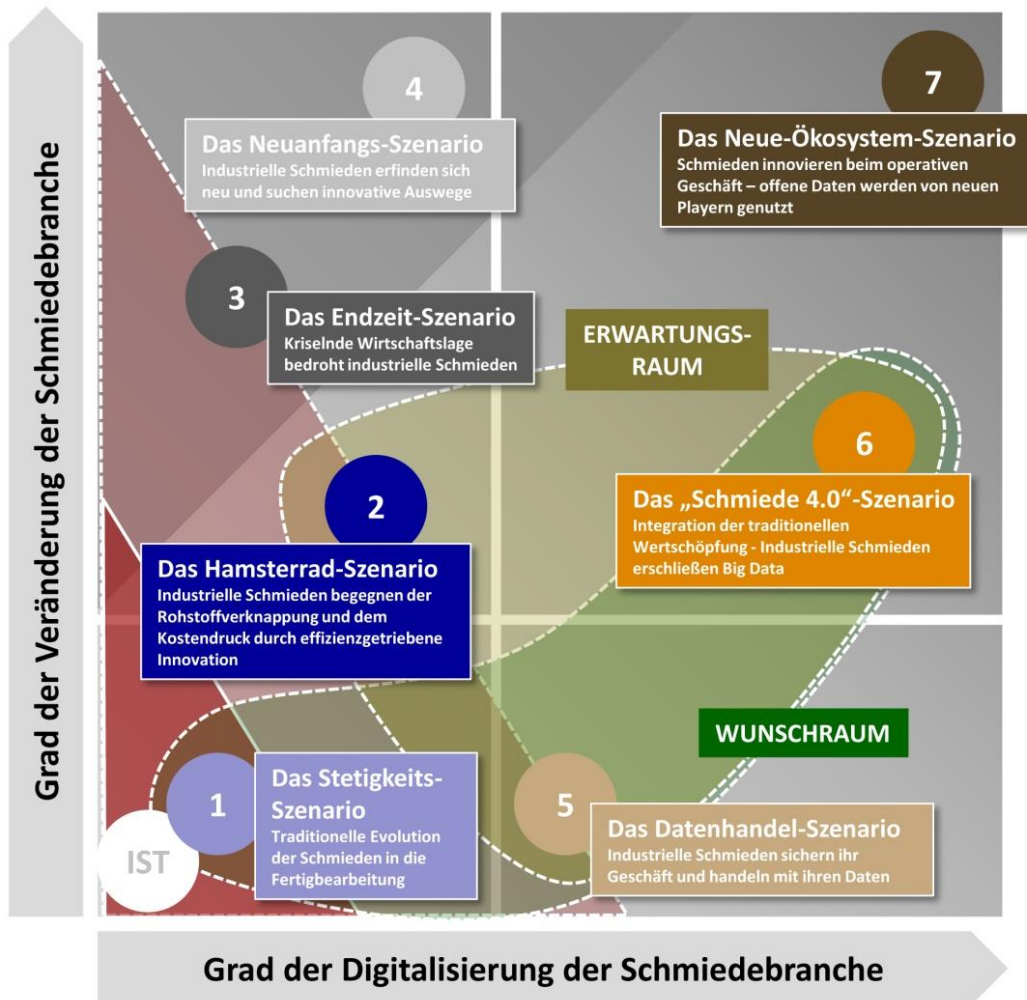 Grad der Veränderung der Schmiedebranche
4
Das Neuanfangs-Szenario
Industrielle Schmieden erfinden sich
neu und suchen innovative Auswege
7
Das Neue-Ökosystem-Szenario
Schmieden innovieren beim operativen
Geschäft – offene Daten werden von neuen
Playern genutzt
3
Das Endzeit-Szenario
Kriselnde Wirtschaftslage
bedroht industrielle Schmieden
ERWARTUNGS-
RAUM
2
Das Hamsterrad-Szenario
Industrielle Schmieden begegnen der
Rohstoffverknappung und dem
Kostendruck durch effizienzgetriebene
Innovation
6
Das „Schmiede 4.0“-Szenario
Integration der traditionellen
Wertschöpfung - Industrielle Schmieden
erschließen Big Data
WUNSCHRAUM
1
Das Stetigkeits-
Szenario
Traditionelle Evolution
der Schmieden in die
Fertigbearbeitung
IST
5
Das Datenhandel-Szenario
Industrielle Schmieden sichern ihr
Geschäft und handeln mit ihren Daten
Grad der Digitalisierung der Schmiedebranche